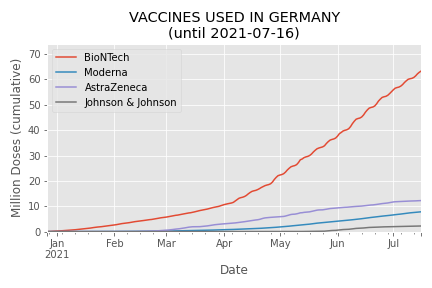 VACCINES USED IN GERMANY
(until 2021-07-16)
Million Doses (cumulative)
70
60
50
40
30
20
10
0
BioNTech
Moderna
AstraZeneca
Johnson & Johnson
Jan Feb Mar Apr May Jun Jul
2021
Date